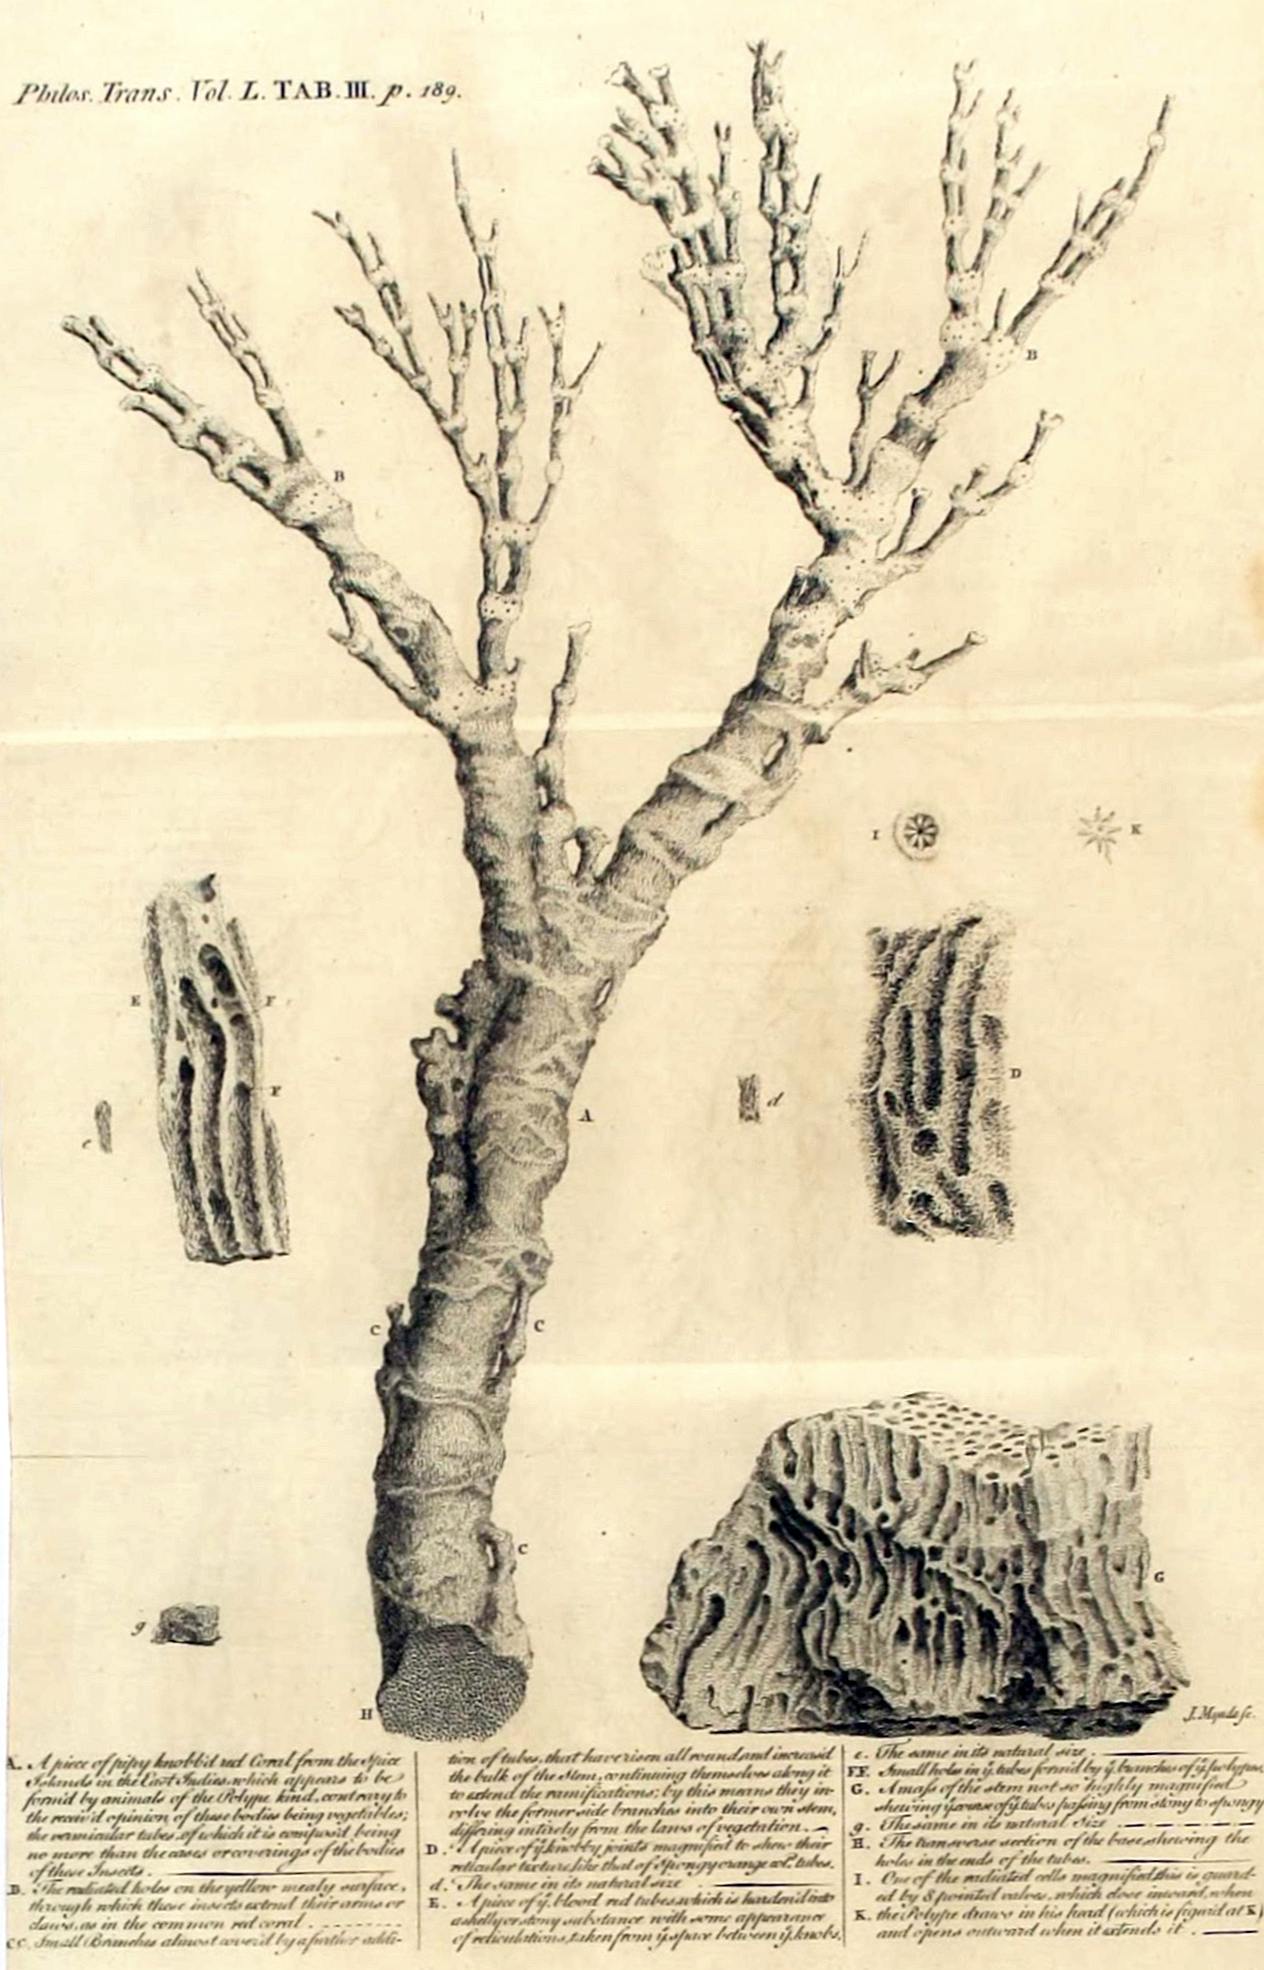 Philos. Trans. Vol. L. TAB. III. p. 189.
B
B
I
K
E
F
D
F
e
d
A
C
C
C
G
g
H
J. Mynde sc.
A. A piece of pipy knobb'd red Coral from the Spice
Islands in the East Indies, which appears to be
form'd by animals of the Polype kind, contrary to
the receiv'd opinion of these bodies being vegetables;
the vermicular tubes, of which it is compos'd being
no more than the cases or coverings of the bodies
of these Insects.
B. The radiated holes on the yellow mealy surface,
through which these insects extend their arms or
claws, as in the common red coral.
CC. Small Branches almost cover'd by a further addi-
tion of tubes, that have risen all round and increas'd
the bulk of the Stem, continuing themselves along it
to extend the ramifications; by this means they in-
volve the former side branches into their own stem,
differing entirely from the laws of vegetation.
D. A piece of ye knobby joints magnified to shew their
reticular texture like that of Spongy orange col.d tubes.
d. The same in its natural size
E. A piece of ye blood red tubes, which is harden'd into
a shelly or stony substance with some appearance
of reticulations, taken from ye space between ye knobs.
e. The same in its natural size.
FF. Small holes in ye tubes form'd by ye branches of ye polypes
G. A mass of the stem not so highly magnified
shewing ye course of ye tubes passing from stony to spongy
g. The same in its natural Size
H. The transverse section of the base, shewing the
holes in the ends of the tubes.
I. One of the radiated cells magnified, this is guard-
ed by 8 pointed valves, which close inward, when
K. the Polype draws in his head (which is figur'd at K)
and opens outward when it extends it.